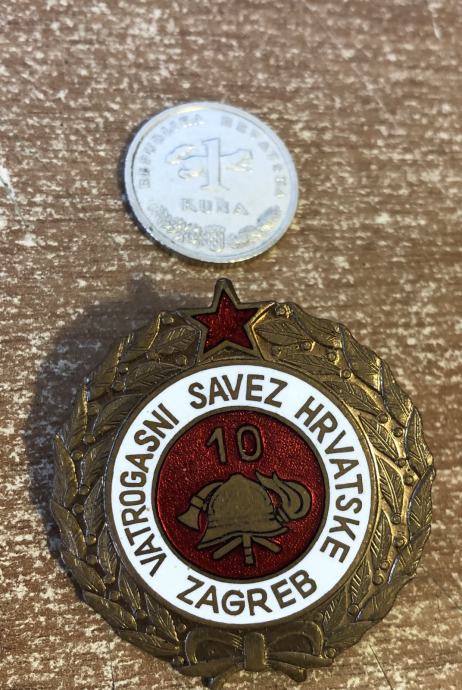 REPUBLIKA HRVATSKA
1
KUNA
VATROGASNI SAVEZ HRVATSKE
10
ZAGREB